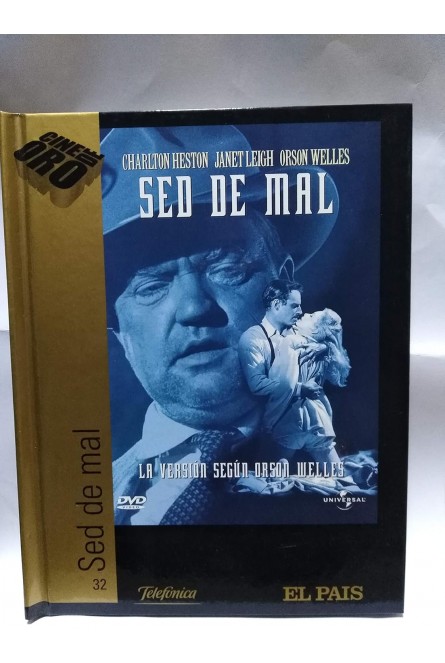 CINE DE
ORO
CHARLTON HESTON JANET LEIGH ORSON WELLES
SED DE MAL
LA VERSIÓN SEGÚN ORSON WELLES
DVD
VIDEO
UNIVERSAL
32 Sed de mal
Telefónica
EL PAIS